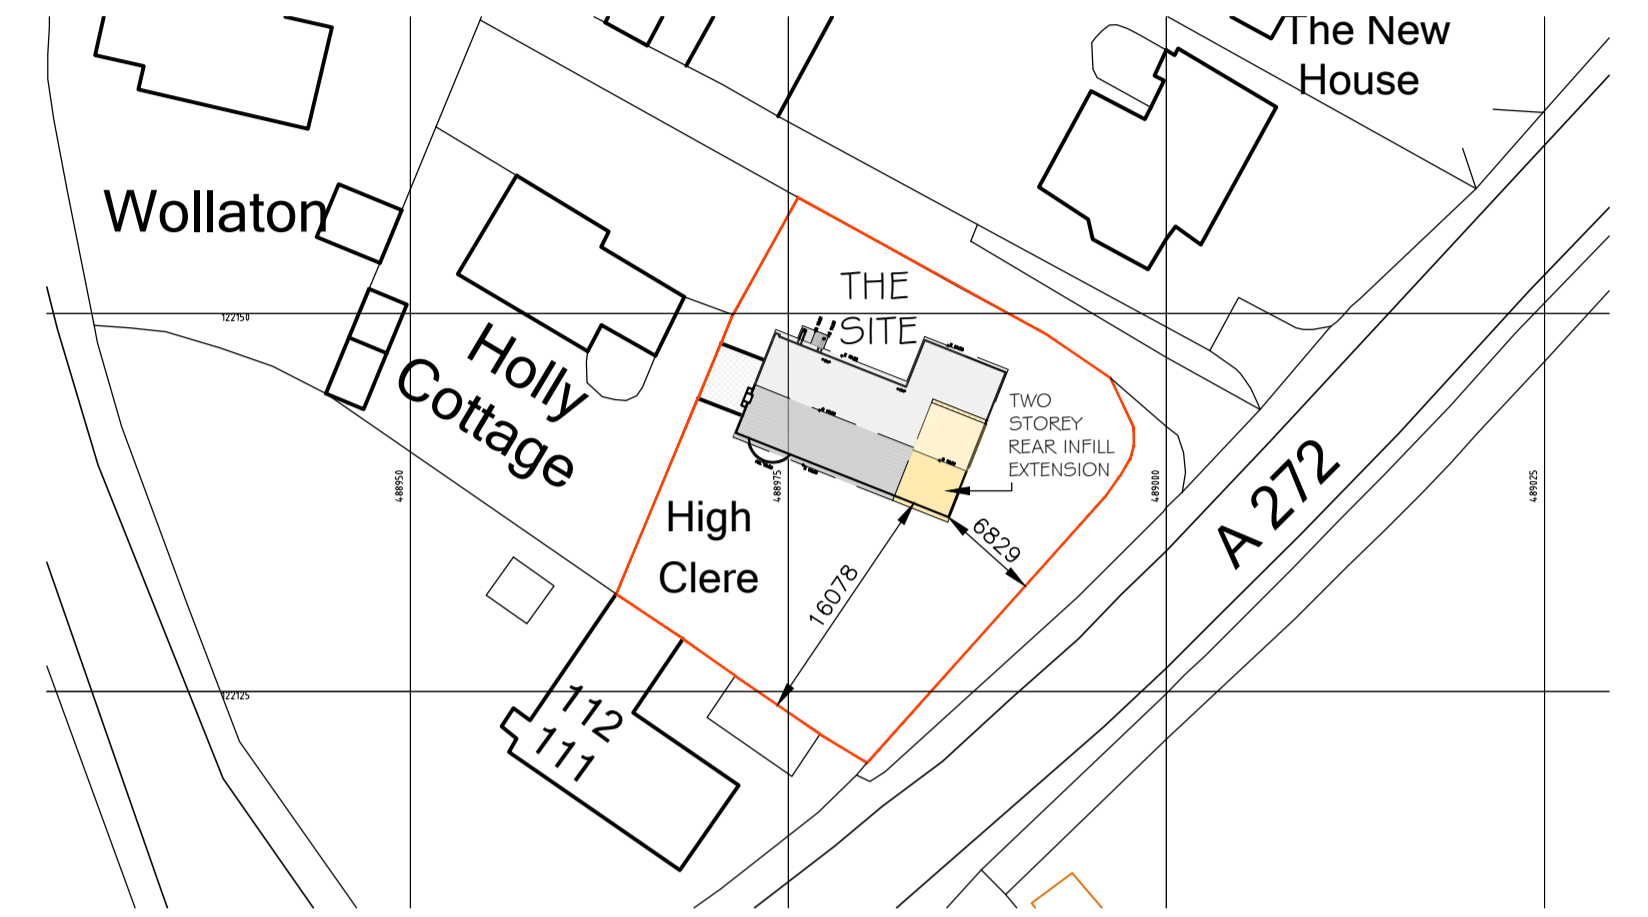 The New
House
Wollaton
THE
SITE
122150
Holly
Cottage
TWO
STOREY
REAR INFILL
EXTENSION
488950
488975
489000
489025
High
Clere
A 272
6829
16078
122125
112
111